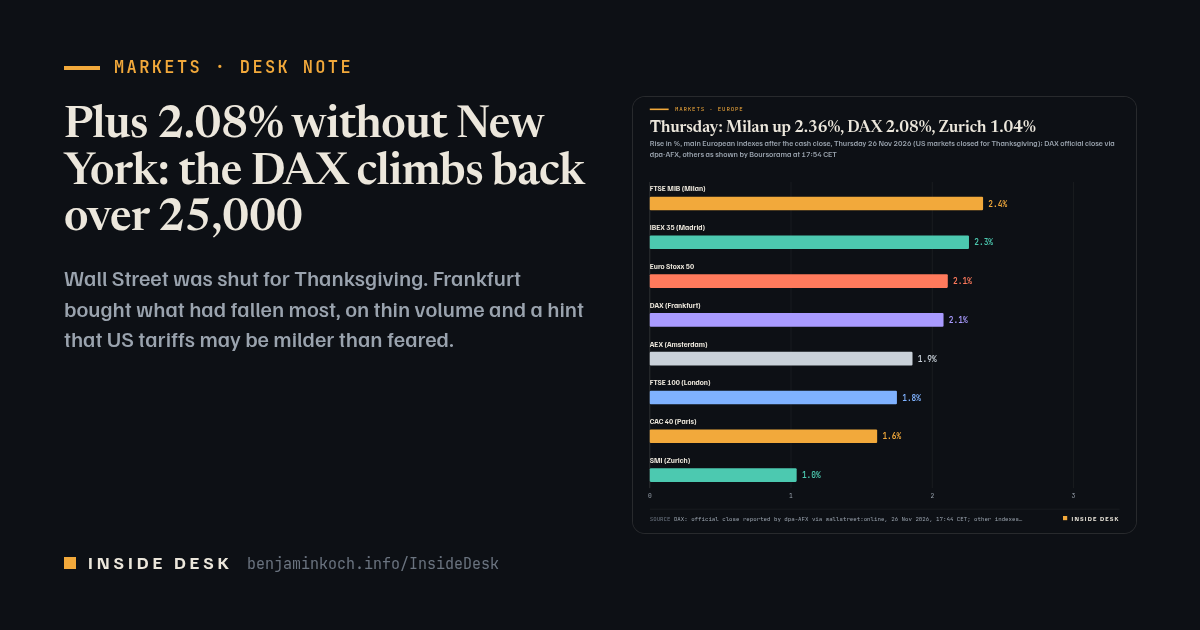 MARKETS · DESK NOTE
Plus 2.08% without New
York: the DAX climbs back
over 25,000
Wall Street was shut for Thanksgiving. Frankfurt
bought what had fallen most, on thin volume and a hint
that US tariffs may be milder than feared.
INSIDE DESK benjaminkoch.info/InsideDesk
MARKETS · EUROPE
Thursday: Milan up 2.36%, DAX 2.08%, Zurich 1.04%
Rise in %, main European indexes after the cash close, Thursday 26 Nov 2026 (US markets closed for Thanksgiving); DAX official close via
dpa-AFX, others as shown by Boursorama at 17:54 CET
FTSE MIB (Milan)
2.4%
IBEX 35 (Madrid)
2.3%
Euro Stoxx 50
2.1%
DAX (Frankfurt)
2.1%
AEX (Amsterdam)
1.9%
FTSE 100 (London)
1.8%
CAC 40 (Paris)
1.6%
SMI (Zurich)
1.0%
0 1 2 3
SOURCE DAX: official close reported by dpa-AFX via wallstreet:online, 26 Nov 2026, 17:44 CET; other indexes…
INSIDE DESK